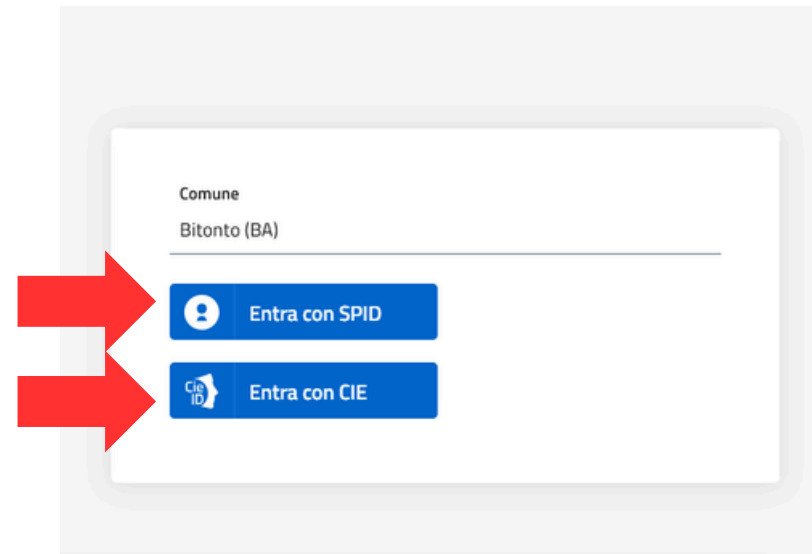 Comune
Bitonto (BA)
Entra con SPID
Cie
ID
Entra con CIE